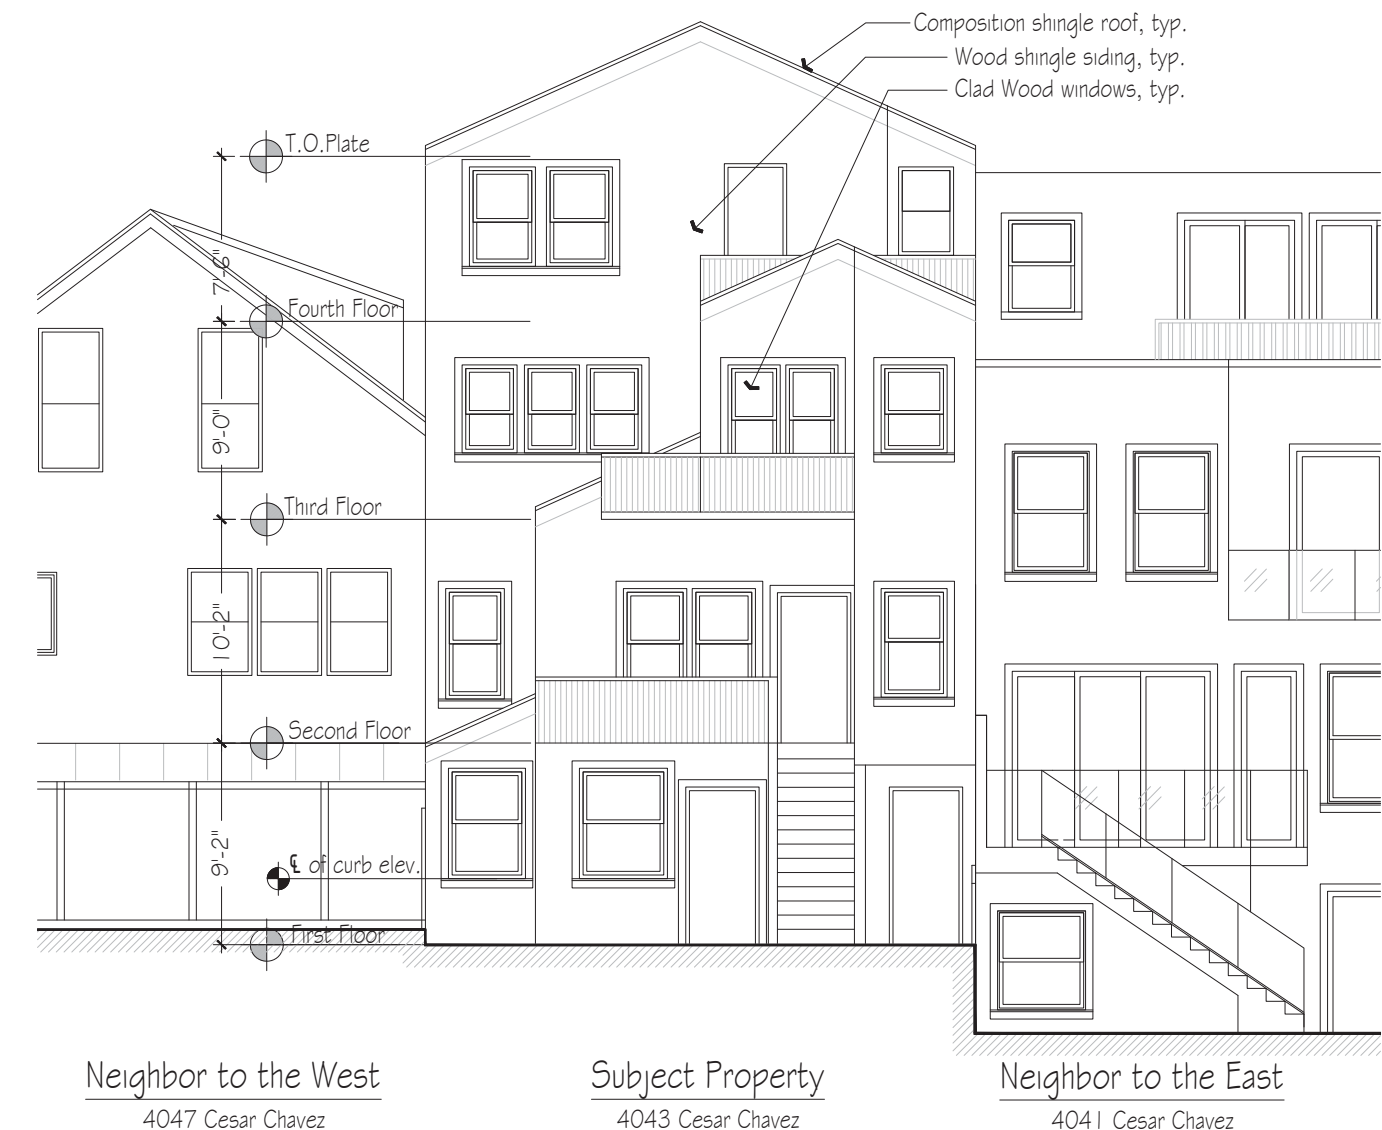 Composition shingle roof, typ.
Wood shingle siding, typ.
Clad Wood windows, typ.
T.O.Plate
7'-6"
Fourth Floor
9'-0"
Third Floor
10'-2"
Second Floor
9'-2"
℄ of curb elev.
First Floor
Neighbor to the West
4047 Cesar Chavez
Subject Property
4043 Cesar Chavez
Neighbor to the East
4041 Cesar Chavez